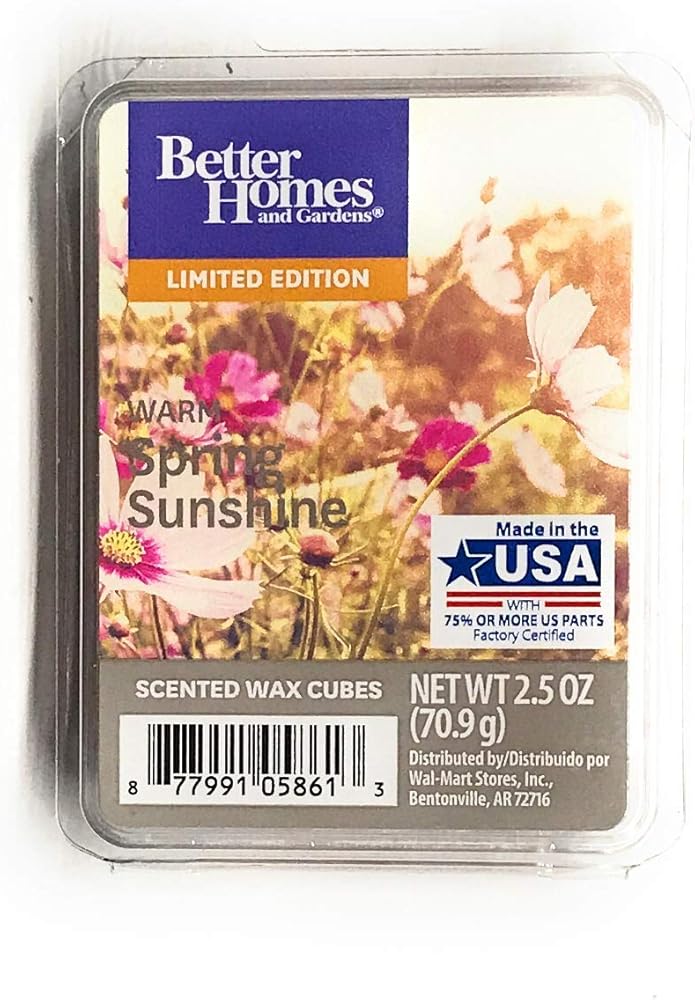 Better
Homes
and Gardens®
LIMITED EDITION
WARM
Spring
Sunshine
Made in the
USA
WITH
75% OR MORE US PARTS
Factory Certified
SCENTED WAX CUBES
NET WT 2.5 OZ
(70.9 g)
Distributed by/Distribuido por
Wal-Mart Stores, Inc.,
Bentonville, AR 72716
8 77991 05861 3